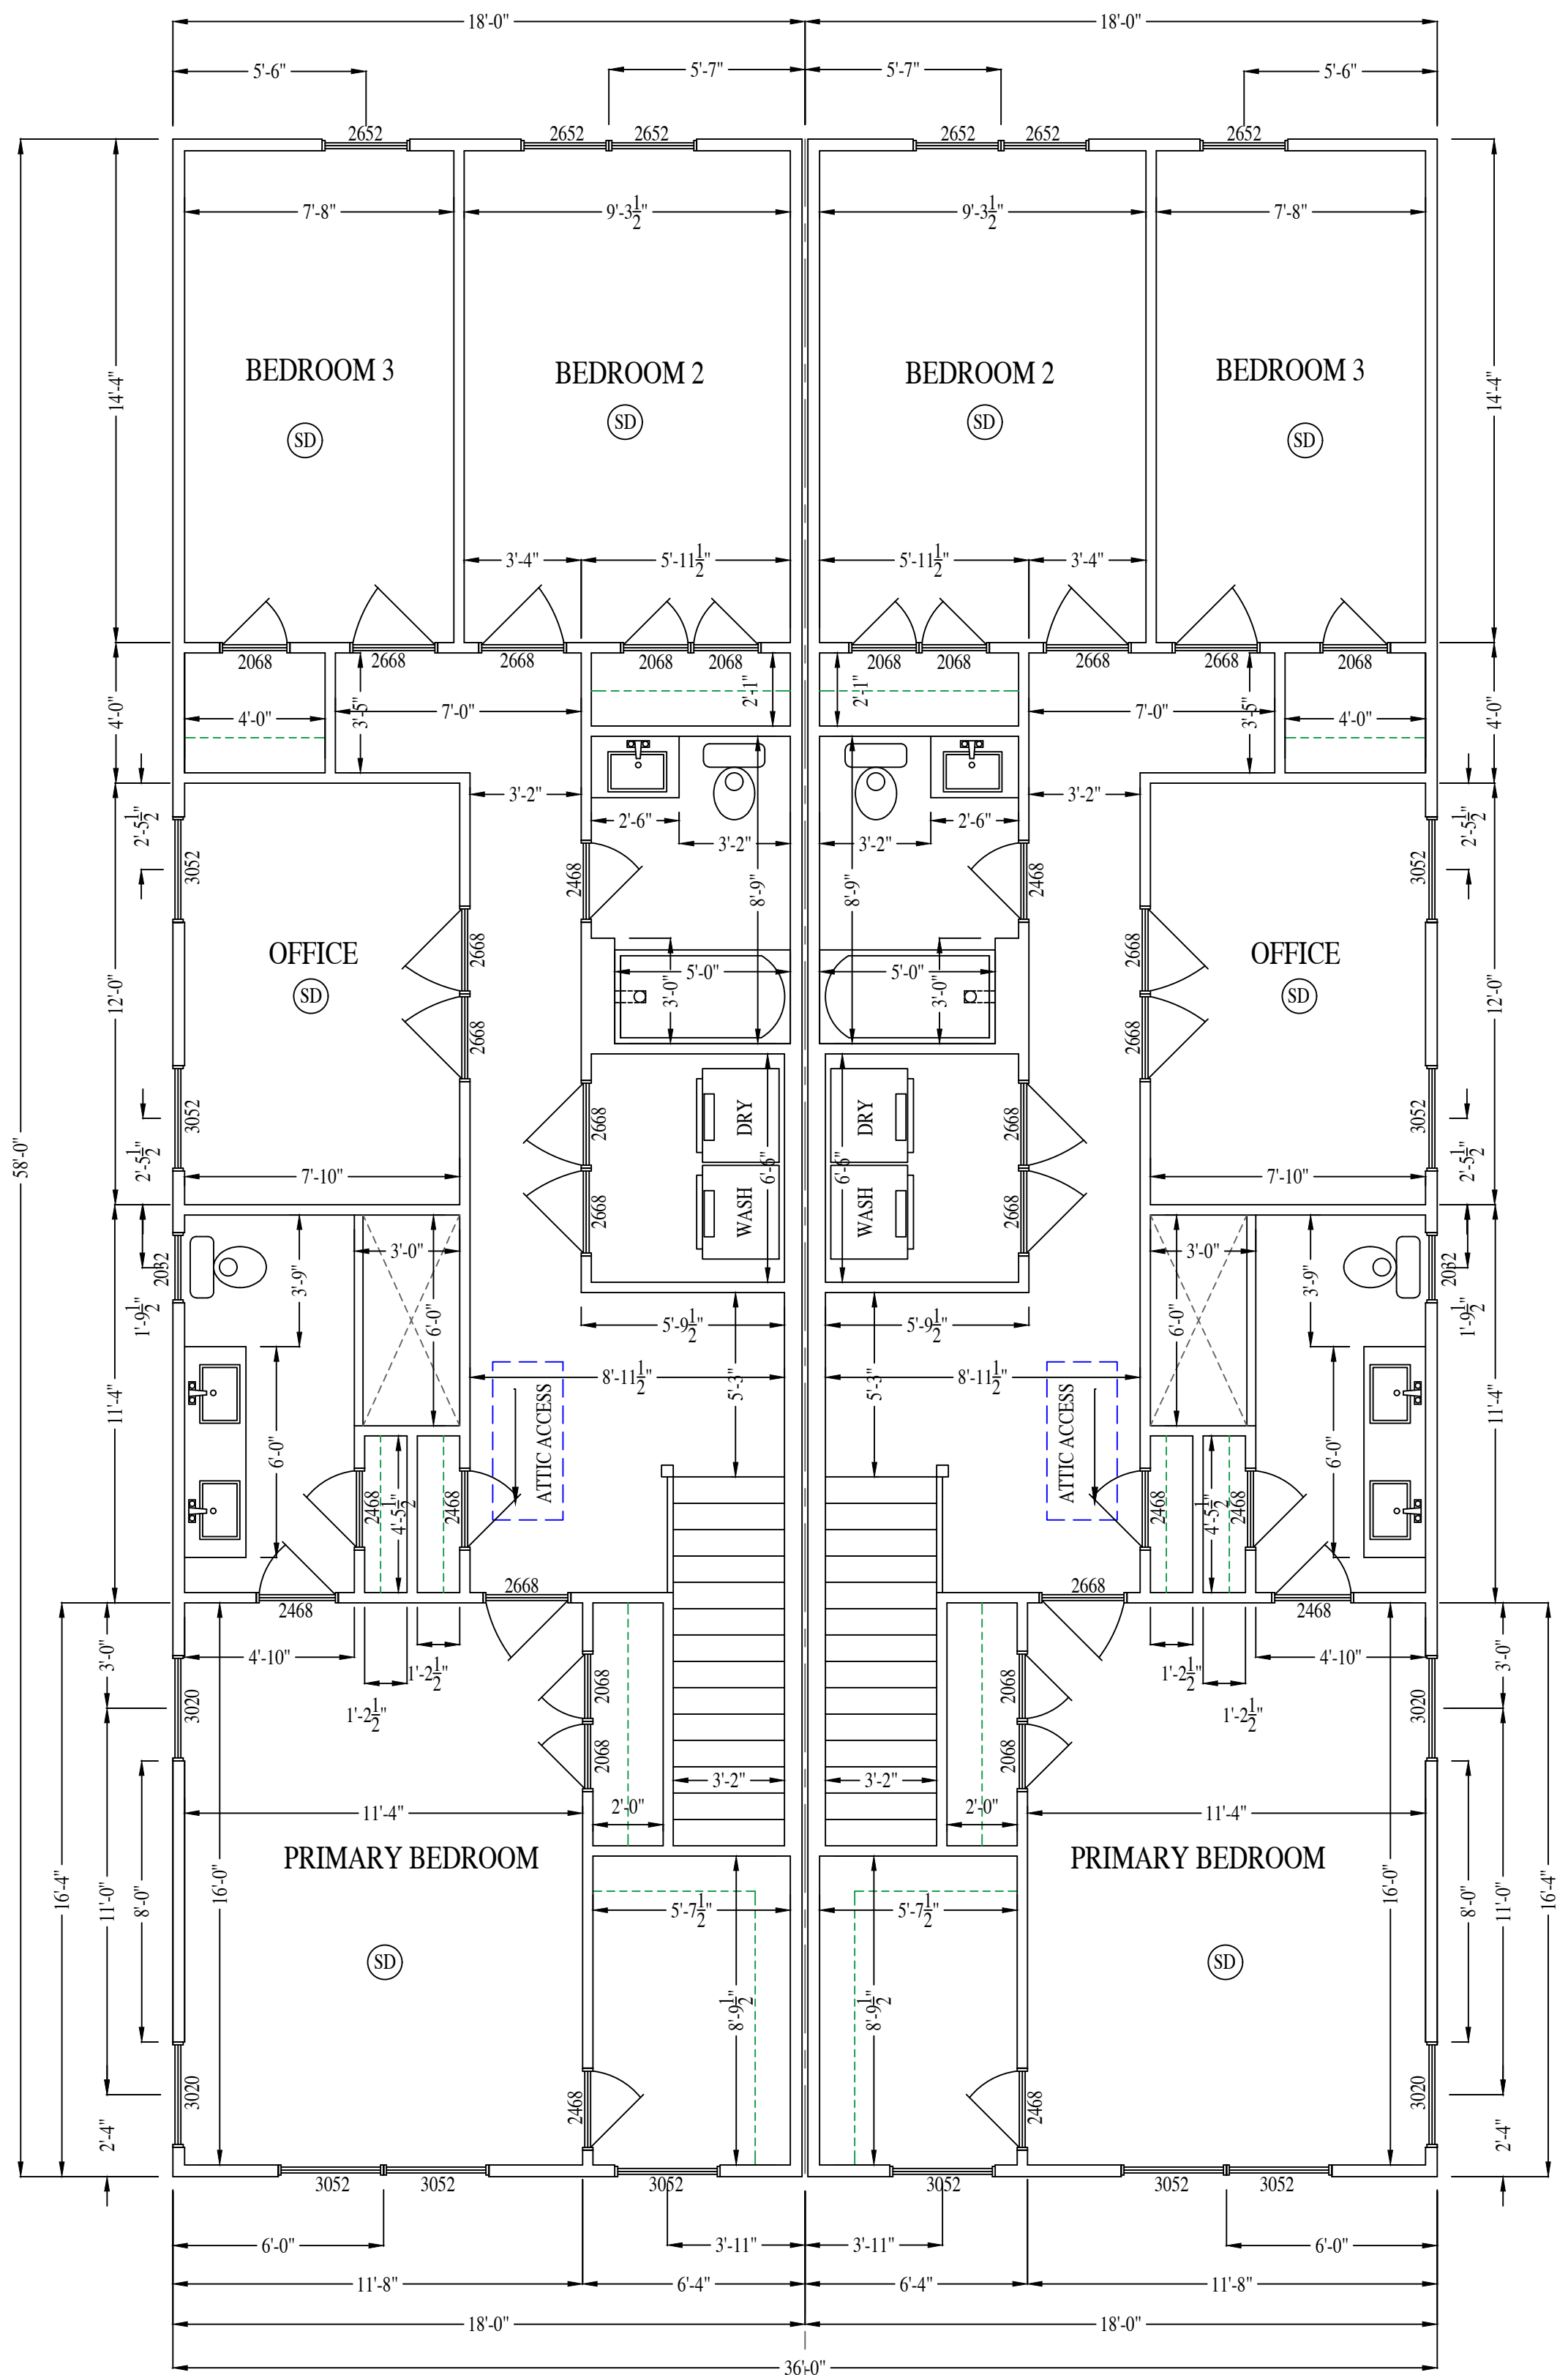 18'-0" 18'-0"
5'-6" 5'-7" 5'-7" 5'-6"
2652 2652 2652 2652 2652 2652
7'-8" 9'-3 1/2" 9'-3 1/2" 7'-8"
14'-4" 14'-4"
BEDROOM 3 BEDROOM 2 BEDROOM 2 BEDROOM 3
SD SD SD SD
3'-4" 5'-11 1/2" 5'-11 1/2" 3'-4"
2068 2668 2668 2068 2068 2068 2068 2668 2668 2068
4'-0" 4'-0" 3'-5" 7'-0" 2'-1" 2'-1" 7'-0" 3'-5" 4'-0" 4'-0"
3'-2" 3'-2"
2'-5 1/2" 2'-6" 2'-6" 2'-5 1/2"
3'-2" 3'-2"
3052 2468 8'-9" 8'-9" 2468 3052
OFFICE 2668 2668 OFFICE
SD 5'-0" 5'-0" SD
12'-0" 3'-0" 3'-0" 12'-0"
2668 2668
3052 2668 DRY DRY 2668 3052
58'-0"
2'-5 1/2" 7'-10" 6'-6" 6'-6" 7'-10" 2'-5 1/2"
2668 WASH WASH 2668
3'-0" 3'-0"
2032 3'-9" 3'-9" 2032
1'-9 1/2" 6'-0" 5'-9 1/2" 5'-9 1/2" 6'-0" 1'-9 1/2"
8'-11 1/2" 5'-3" 5'-3" 8'-11 1/2"
11'-4" 11'-4"
6'-0" ATTIC ACCESS ATTIC ACCESS 6'-0"
2468 4'-5 1/2" 2468 2468 4'-5 1/2" 2468
2468 2668 2668 2468
3'-0" 4'-10" 4'-10" 3'-0"
1'-2 1/2" 1'-2 1/2"
1'-2 1/2" 1'-2 1/2"
3020 2068 2068 3020
2068 2068
3'-2" 3'-2"
11'-4" 2'-0" 2'-0" 11'-4"
PRIMARY BEDROOM PRIMARY BEDROOM
16'-4" 11'-0" 8'-0" 16'-0" 5'-7 1/2" 5'-7 1/2" 16'-0" 8'-0" 11'-0" 16'-4"
SD SD
8'-9 1/2" 8'-9 1/2"
3020 2468 2468 3020
2'-4" 2'-4"
3052 3052 3052 3052 3052 3052
6'-0" 3'-11" 3'-11" 6'-0"
11'-8" 6'-4" 6'-4" 11'-8"
18'-0" 18'-0"
36'-0"